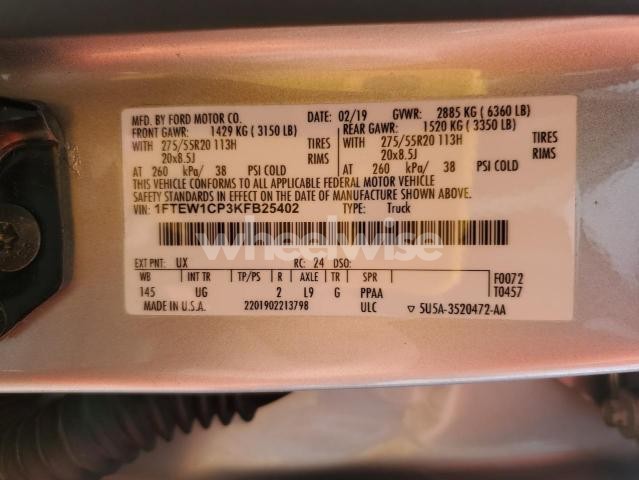 MFD. BY FORD MOTOR CO. DATE: 02/19 GVWR: 2885 KG ( 6360 LB)
FRONT GAWR: 1429 KG ( 3150 LB) REAR GAWR: 1520 KG ( 3350 LB)
WITH 275/55R20 113H TIRES WITH 275/55R20 113H TIRES
20x8.5J RIMS 20x8.5J RIMS
AT 260 kPa/ 38 PSI COLD AT 260 kPa/ 38 PSI COLD
THIS VEHICLE CONFORMS TO ALL APPLICABLE FEDERAL MOTOR VEHICLE
SAFETY STANDARDS IN EFFECT ON THE DATE OF MANUFACTURE SHOWN ABOVE.
VIN: 1FTEW1CP3KFB25402 TYPE: Truck
wheelwise
EXT PNT: UX RC: 24 DSO:
WB INT TR TP/PS R AXLE TR SPR F0072
145 UG 2 L9 G PPAA T0457
MADE IN U.S.A. 2201902213798 ULC ▽ 5U5A-3520472-AA